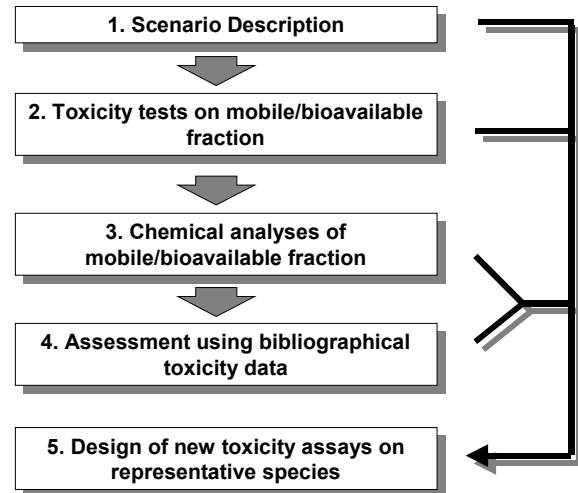 1. Scenario Description
2. Toxicity tests on mobile/bioavailable
fraction
3. Chemical analyses of
mobile/bioavailable fraction
4. Assessment using bibliographical
toxicity data
5. Design of new toxicity assays on
representative species